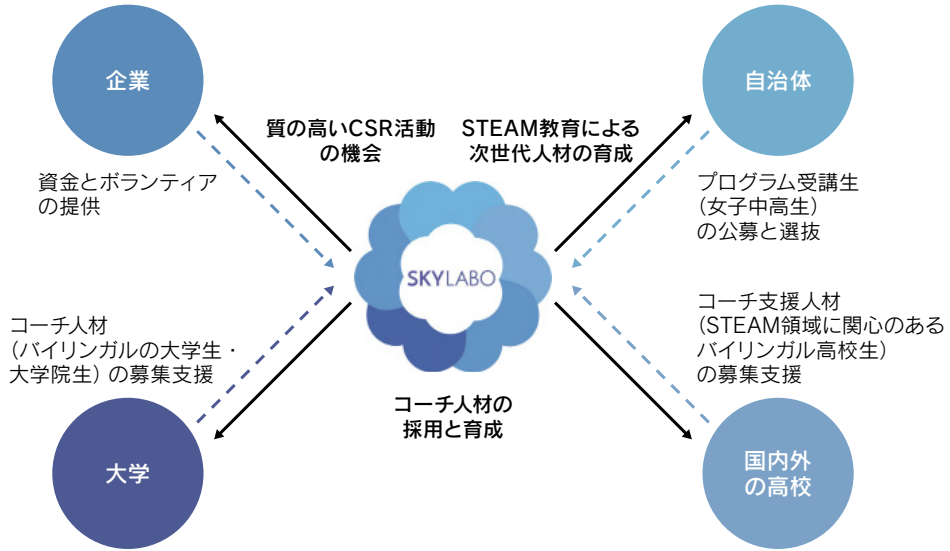 企業
自治体
質の高いCSR活動
の機会
STEAM教育による
次世代人材の育成
資金とボランティア
の提供
プログラム受講生
(女子中高生)
の公募と選抜
SKYLABO
コーチ人材
(バイリンガルの大学生・
大学院生)の募集支援
コーチ支援人材
(STEAM領域に関心のある
バイリンガル高校生)
の募集支援
コーチ人材の
採用と育成
大学
国内外
の高校